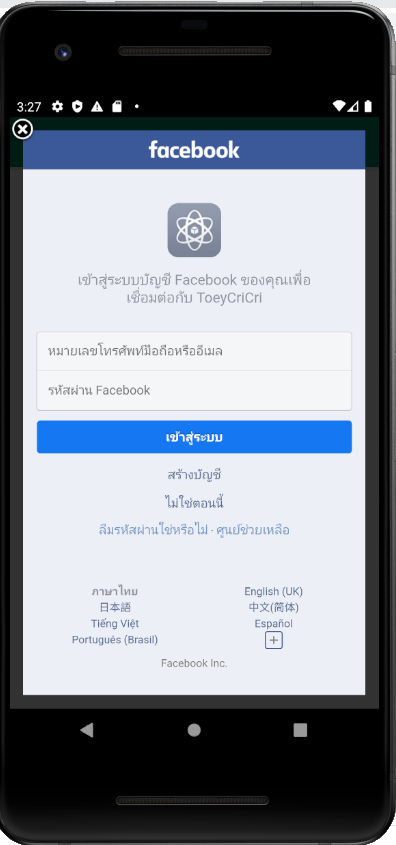 3:27
facebook
เข้าสู่ระบบบัญชี Facebook ของคุณเพื่อ
เชื่อมต่อกับ ToeyCriCri
หมายเลขโทรศัพท์มือถือหรืออีเมล
รหัสผ่าน Facebook
เข้าสู่ระบบ
สร้างบัญชี
ไม่ใช่ตอนนี้
ลืมรหัสผ่านใช่หรือไม่ · ศูนย์ช่วยเหลือ
ภาษาไทย
English (UK)
日本語
中文(简体)
Tiếng Việt
Español
Português (Brasil)
Facebook Inc.